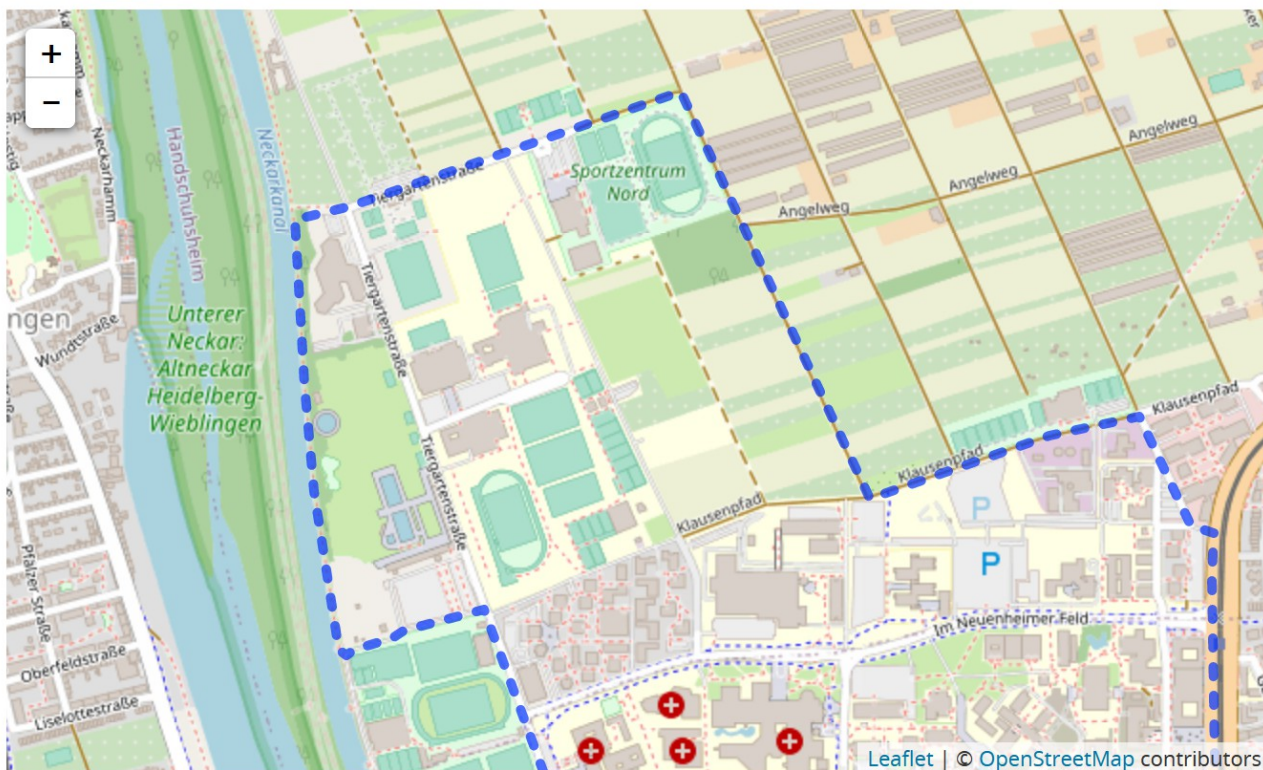 +
−
Neckarhamm
Handschuhsheim
Neckarkanal
Tiergartenstraße
Sportzentrum
Nord
Angelweg
Angelweg
Angelweg
Tiergartenstraße
ngen
Wundtstraße
Unterer
Neckar:
Altneckar
Heidelberg-
Wieblingen
Tiergartenstraße
Klausenpfad
Klausenpfad
Klausenpfad
P
P
Pfälzer Straße
Oberfeldstraße
Liselottestraße
Im Neuenheimer Feld
Leaflet | © OpenStreetMap contributors